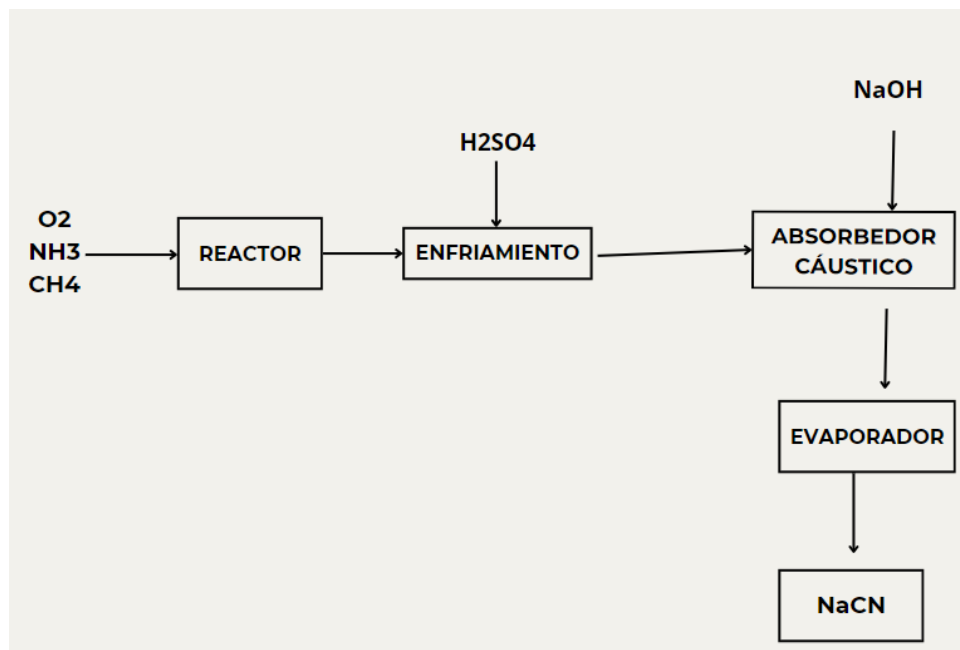 NaOH
H2SO4
O2
NH3
CH4
REACTOR
ENFRIAMIENTO
ABSORBEDOR
CÁUSTICO
EVAPORADOR
NaCN